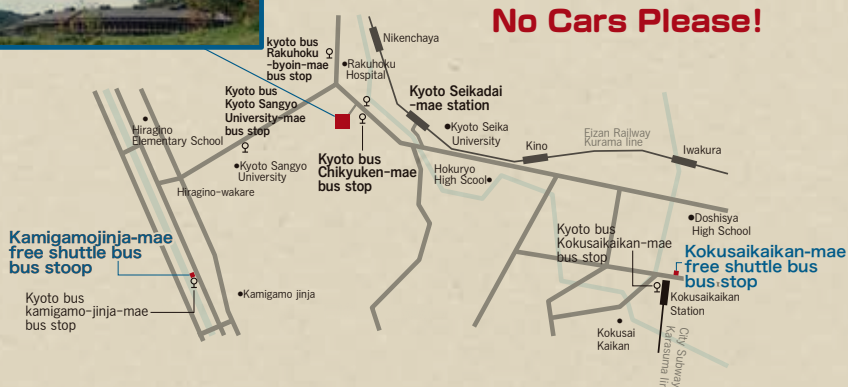 No Cars Please!
Nikenchaya
kyoto bus
Rakuhoku
-byoin-mae
bus stop
Rakuhoku
Hospital
Kyoto bus
Kyoto Sangyo
University-mae
bus stop
Kyoto Seikadai
-mae station
Hiragino
Elementary School
Kyoto Seika
University
Eizan Railway
Kurama line
Kino
Iwakura
Kyoto Sangyo
University
Kyoto bus
Chikyuken-mae
bus stop
Hokuryo
High Scool
Hiragino-wakare
Doshisya
High School
Kamigamojinja-mae
free shuttle bus
bus stoop
Kyoto bus
Kokusaikaikan-mae
bus stop
Kokusaikaikan-mae
free shuttle bus
bus stop
Kyoto bus
kamigamo-jinja-mae
bus stop
Kamigamo jinja
Kokusaikaikan
Station
Kokusai
Kaikan
City Subway
Karasuma